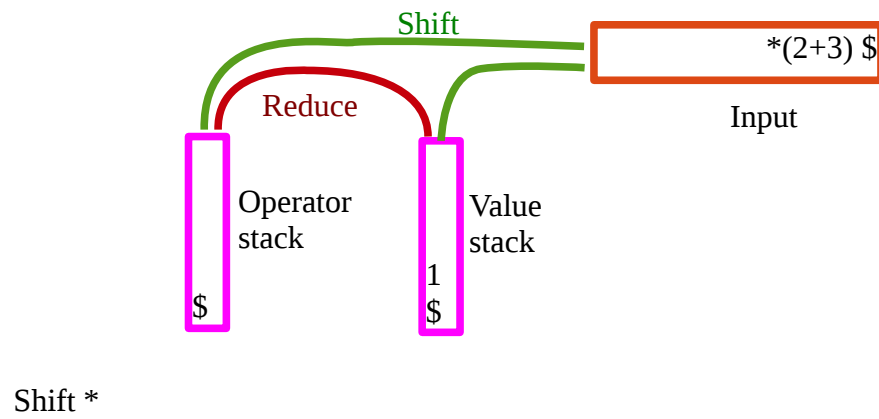 Shift
*(2+3) $
Reduce
Input
Operator
stack
Value
stack
1
$
$
Shift *